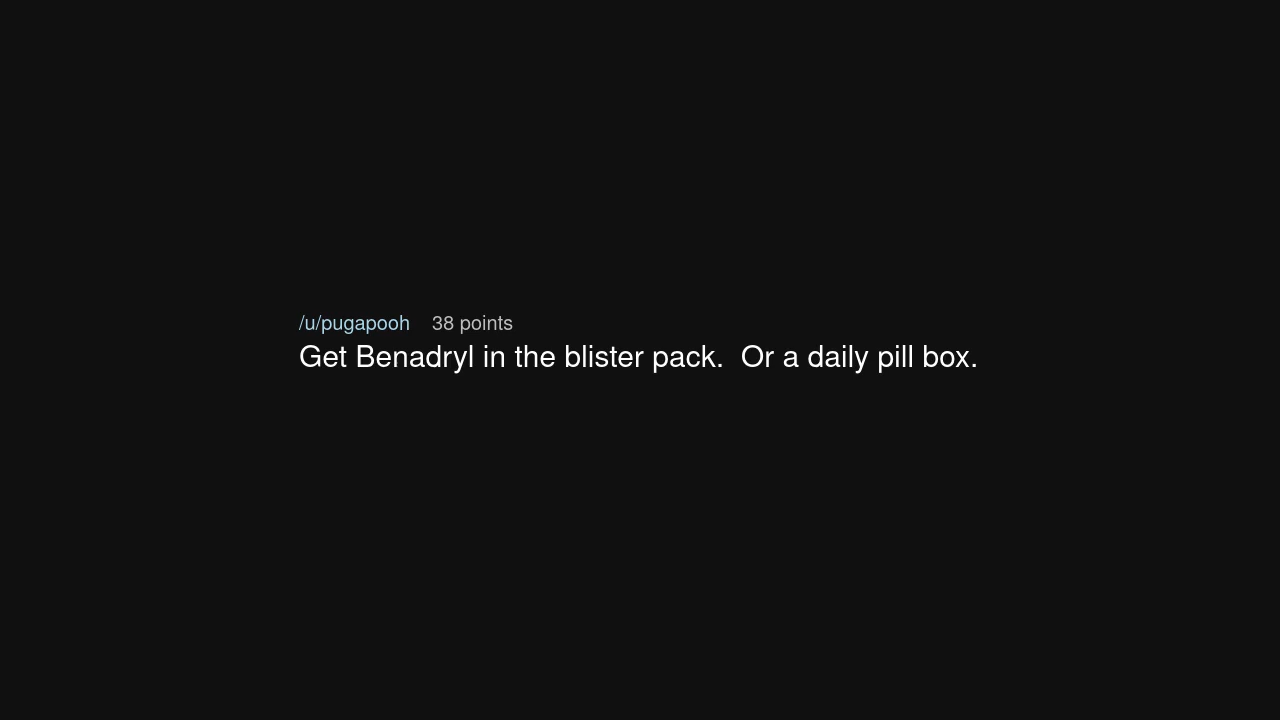 /u/pugapooh 38 points
Get Benadryl in the blister pack.  Or a daily pill box.